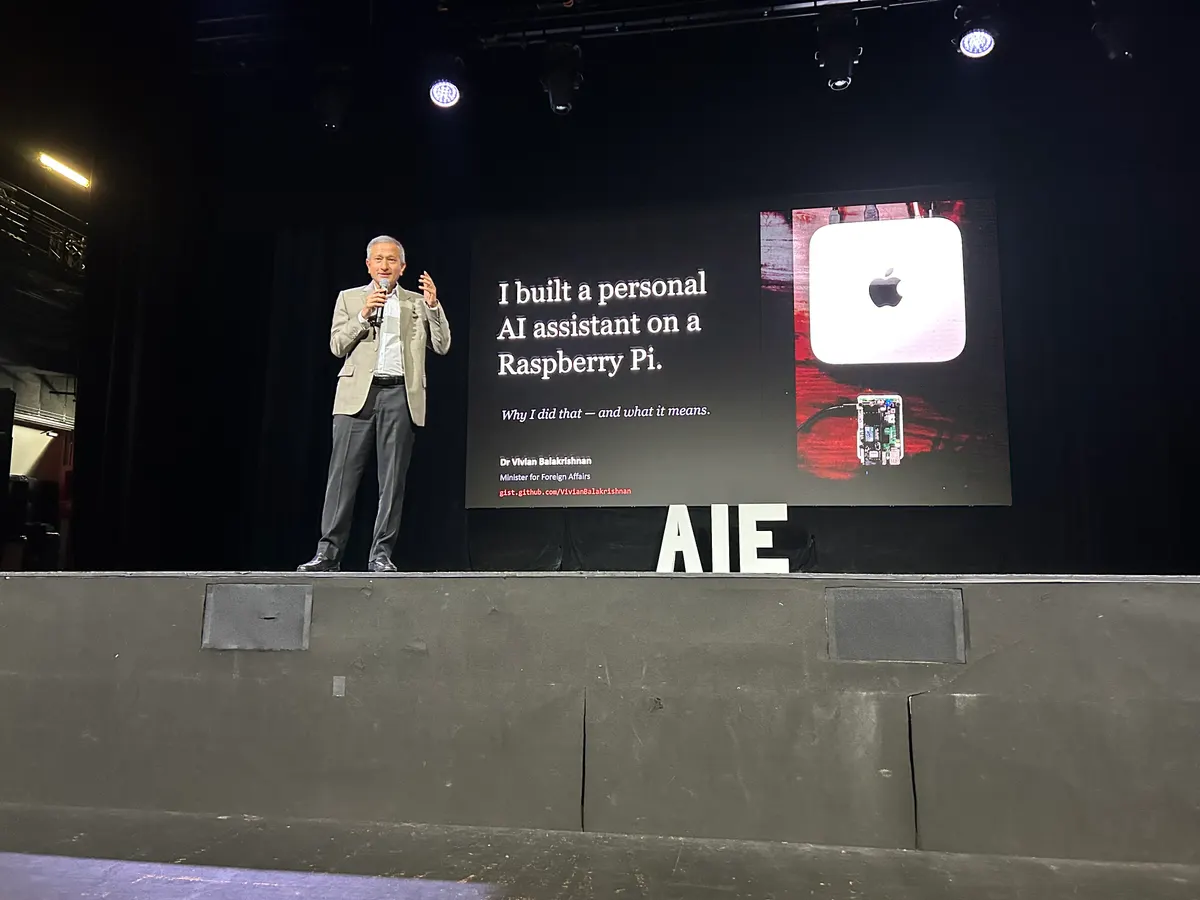 I built a personal
AI assistant on a
Raspberry Pi.
Why I did that — and what it means.
Dr Vivian Balakrishnan
Minister for Foreign Affairs
gist.github.com/VivianBalakrishnan
AIE